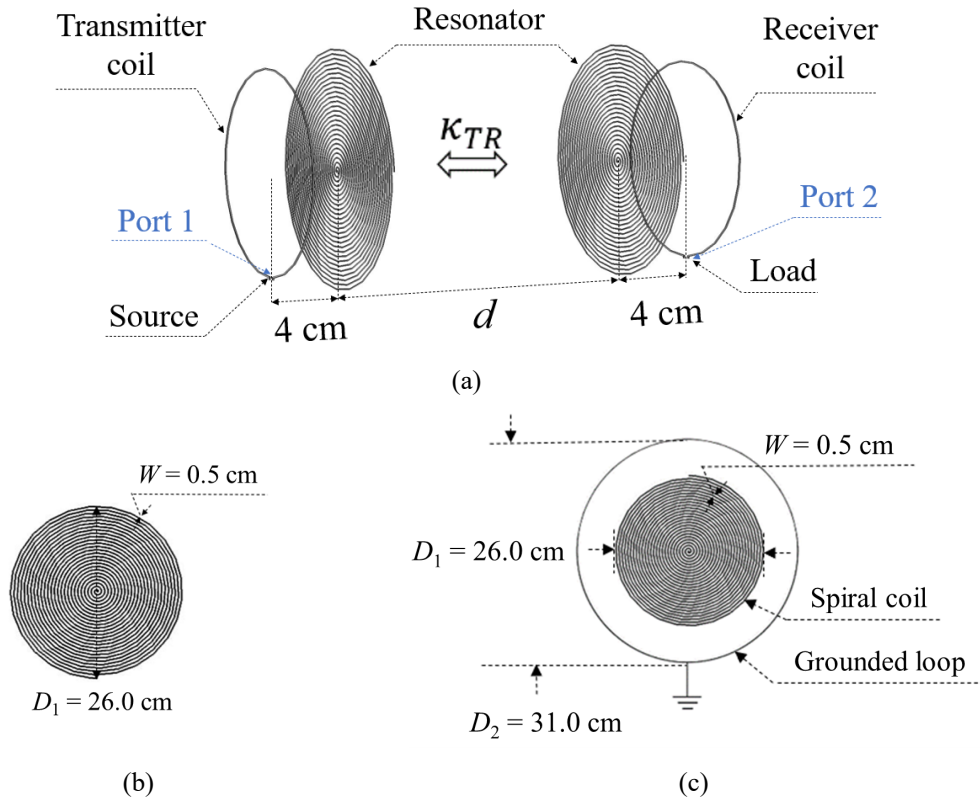 Transmitter
coil
Resonator
Receiver
coil
κTR
Port 1
Port 2
Source
Load
4 cm
d
4 cm
(a)
W = 0.5 cm
D1 = 26.0 cm
(b)
W = 0.5 cm
D1 = 26.0 cm
Spiral coil
Grounded loop
D2 = 31.0 cm
(c)